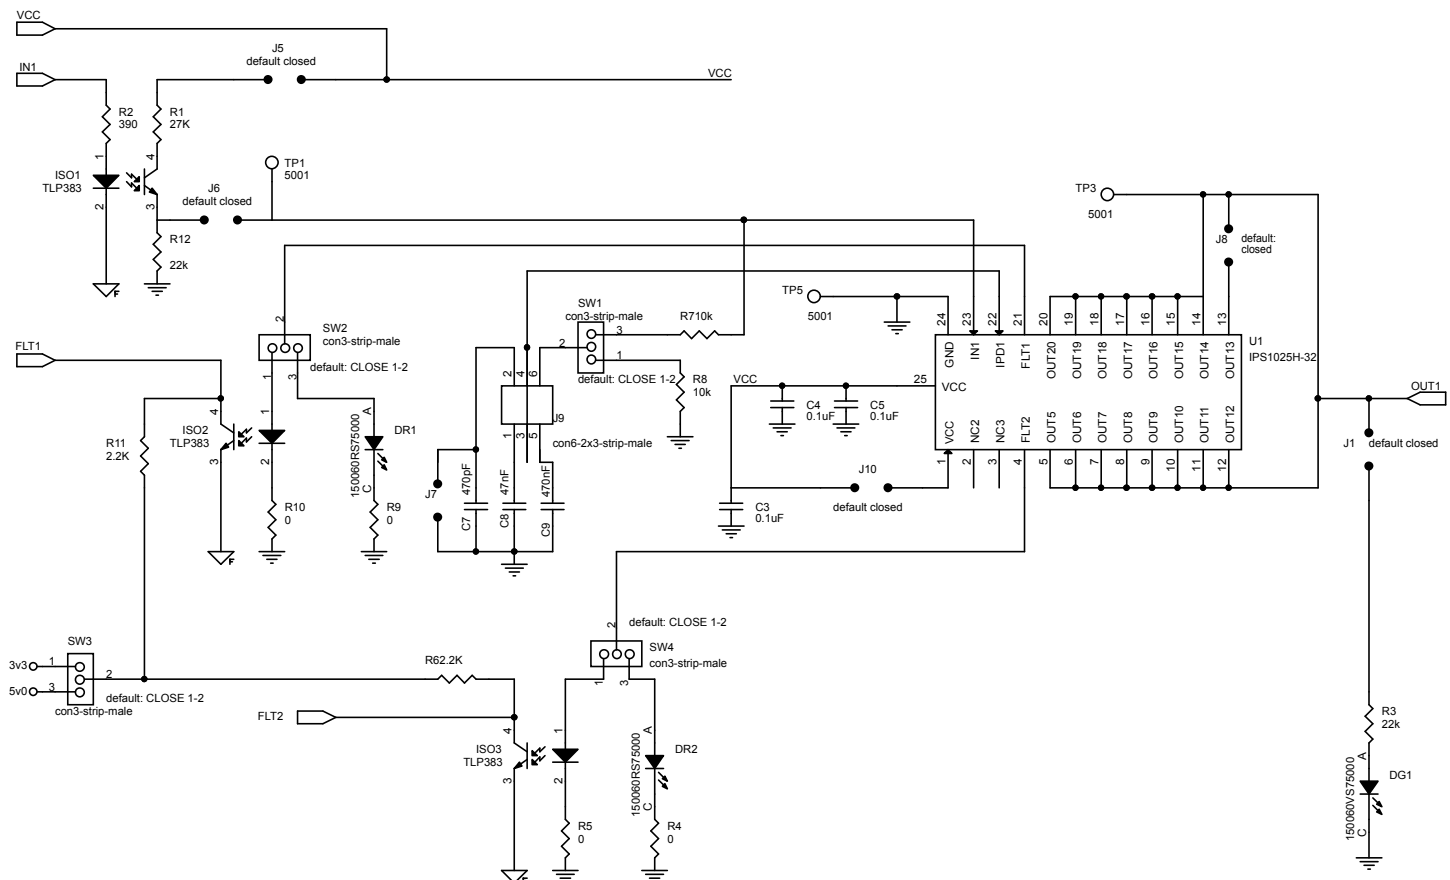 VCC
J5
default closed
IN1
VCC
R2
390
R1
27K
1
4
TP1
5001
ISO1
TLP383
J6
default closed
2
3
R12
22k
F
TP3
5001
J8
default:
closed
TP5
5001
2
SW2
con3-strip-male
default: CLOSE 1-2
1
3
SW1
con3-strip-male
3
2
1
default: CLOSE 1-2
R710k
R8
10k
24
23
22
21
20
19
18
17
16
15
14
13
U1
IPS1025H-32
GND
IN1
IPD1
FLT1
OUT20
OUT19
OUT18
OUT17
OUT16
OUT15
OUT14
OUT13
VCC
25
VCC
C4
0.1uF
C5
0.1uF
VCC
NC2
NC3
FLT2
OUT5
OUT6
OUT7
OUT8
OUT9
OUT10
OUT11
OUT12
1
2
3
4
5
6
7
8
9
10
11
12
OUT1
J1
default closed
FLT1
4
ISO2
TLP383
3
1
2
R11
2.2K
A
DR1
150060RS75000
C
R10
0
R9
0
F
2
4
6
J9
1
3
5
con6-2x3-strip-male
J7
470pF
C7
47nF
C8
470nF
C9
J10
default closed
C3
0.1uF
2
default: CLOSE 1-2
SW4
con3-strip-male
1
3
SW3
3v3
1
2
5v0
3
default: CLOSE 1-2
con3-strip-male
R62.2K
FLT2
4
ISO3
TLP383
3
1
2
A
DR2
150060RS75000
C
R5
0
R4
0
F
R3
22k
A
DG1
150060VS75000
C